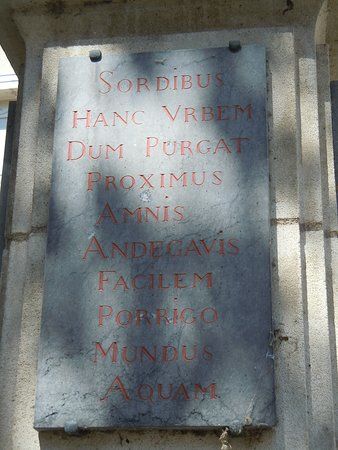 SORDIBUS
HANC VRBEM
DUM PURGAT
PROXIMUS
AMNIS
ANDEGAVIS
FACILEM
PORRIGO
MUNDUS
AQUAM